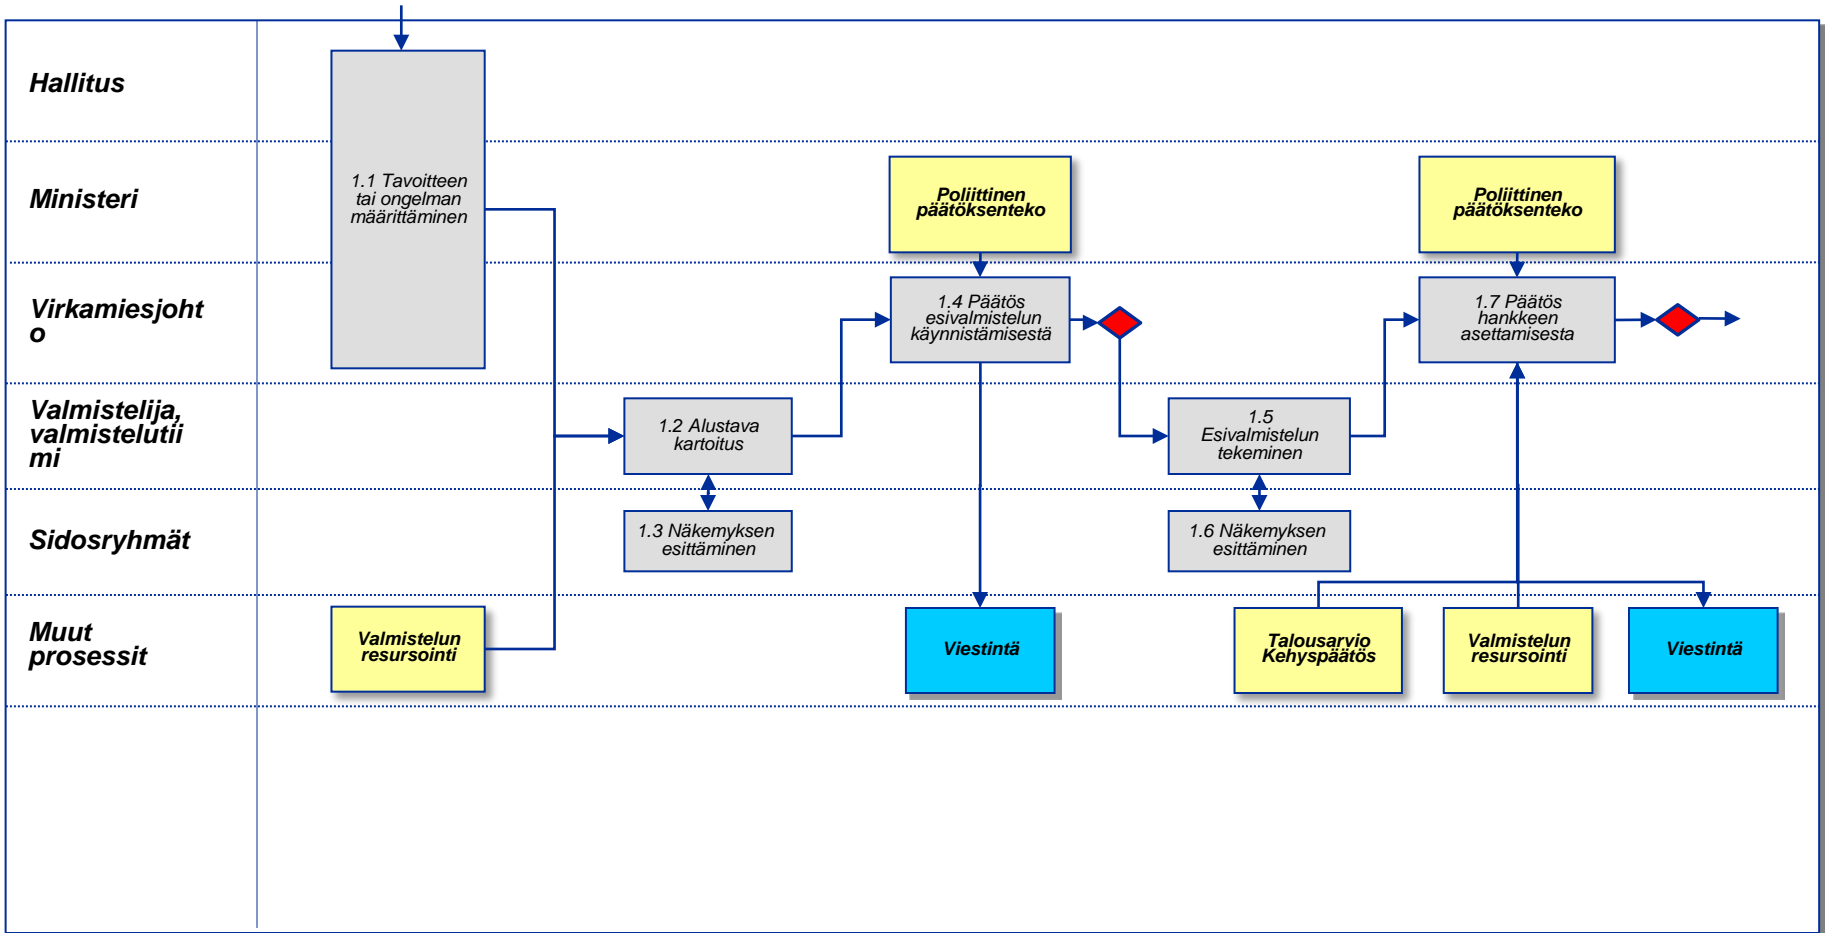 Hallitus
1.1 Tavoitteen
tai ongelman
määrittäminen
Ministeri
Poliittinen
päätöksenteko
Poliittinen
päätöksenteko
Virkamiesjoht
o
1.4 Päätös
esivalmistelun
käynnistämisestä
1.7 Päätös
hankkeen
asettamisesta
Valmistelija,
valmistelutii
mi
1.2 Alustava
kartoitus
1.5
Esivalmistelun
tekeminen
Sidosryhmät
1.3 Näkemyksen
esittäminen
1.6 Näkemyksen
esittäminen
Muut
prosessit
Valmistelun
resursointi
Viestintä
Talousarvio
Kehyspäätös
Valmistelun
resursointi
Viestintä